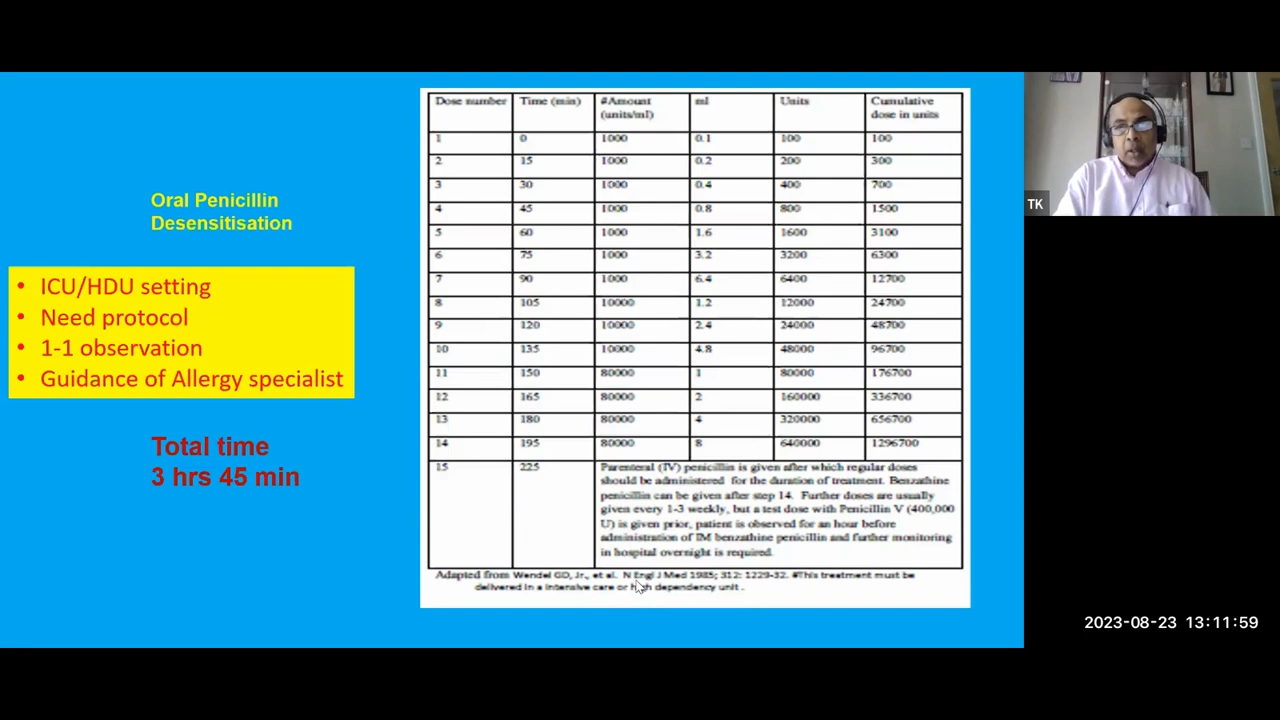 Oral Penicillin
Desensitisation
• ICU/HDU setting
• Need protocol
• 1-1 observation
• Guidance of Allergy specialist
Total time
3 hrs 45 min
Dose number Time (min) #Amount (units/ml) ml Units Cumulative dose in units
1 0 1000 0.1 100 100
2 15 1000 0.2 200 300
3 30 1000 0.4 400 700
4 45 1000 0.8 800 1500
5 60 1000 1.6 1600 3100
6 75 1000 3.2 3200 6300
7 90 1000 6.4 6400 12700
8 105 10000 1.2 12000 24700
9 120 10000 2.4 24000 48700
10 135 10000 4.8 48000 96700
11 150 80000 1 80000 176700
12 165 80000 2 160000 336700
13 180 80000 4 320000 656700
14 195 80000 8 640000 1296700
15 225 Parenteral (IV) penicillin is given after which regular doses
should be administered for the duration of treatment. Benzathine
penicillin can be given after step 14. Further doses are usually
given every 1-3 weekly, but a test dose with Penicillin V (400,000
U) is given prior, patient is observed for an hour before
administration of IM benzathine penicillin and further monitoring
in hospital overnight is required.
Adapted from Wendel GD, Jr., et al. N Engl J Med 1985; 312: 1229-32. #This treatment must be
delivered in a intensive care or high dependency unit .
TK
2023-08-23 13:11:59